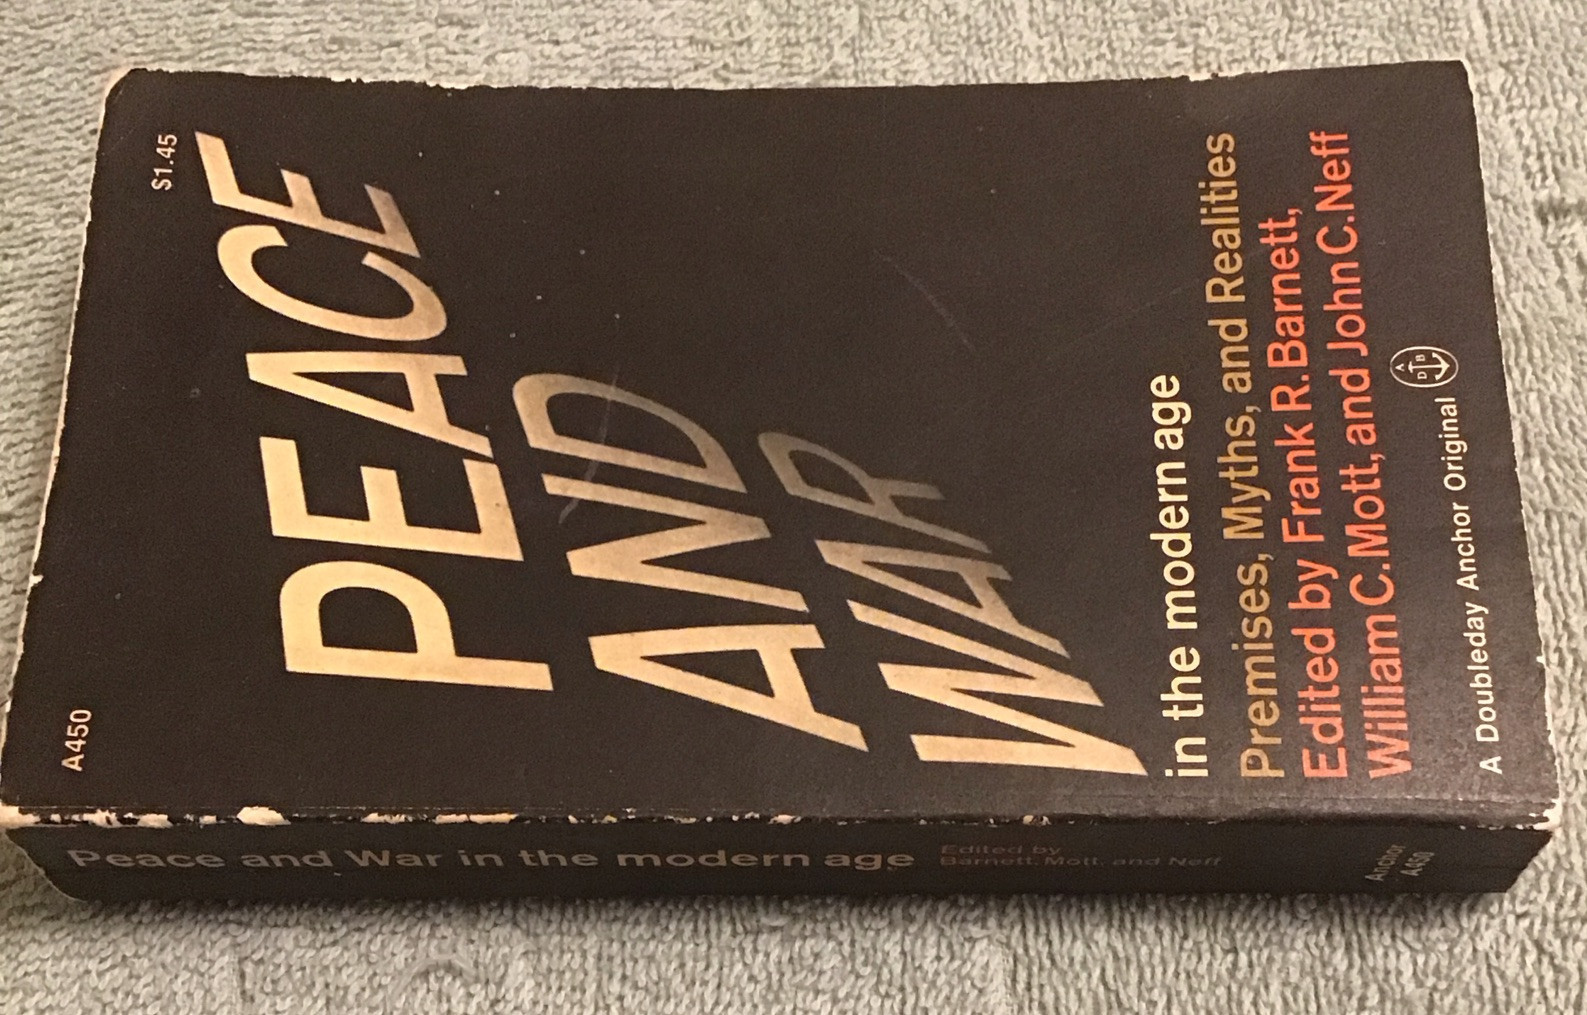 A450
$1.45
PEACE
AND
WAR
in the modern age
Premises, Myths, and Realities
Edited by Frank R. Barnett,
William C. Mott, and John C. Neff
A Doubleday Anchor Original
A
D B
Peace and War in the modern age
Edited by
Barnett, Mott, and Neff
Anchor
A450